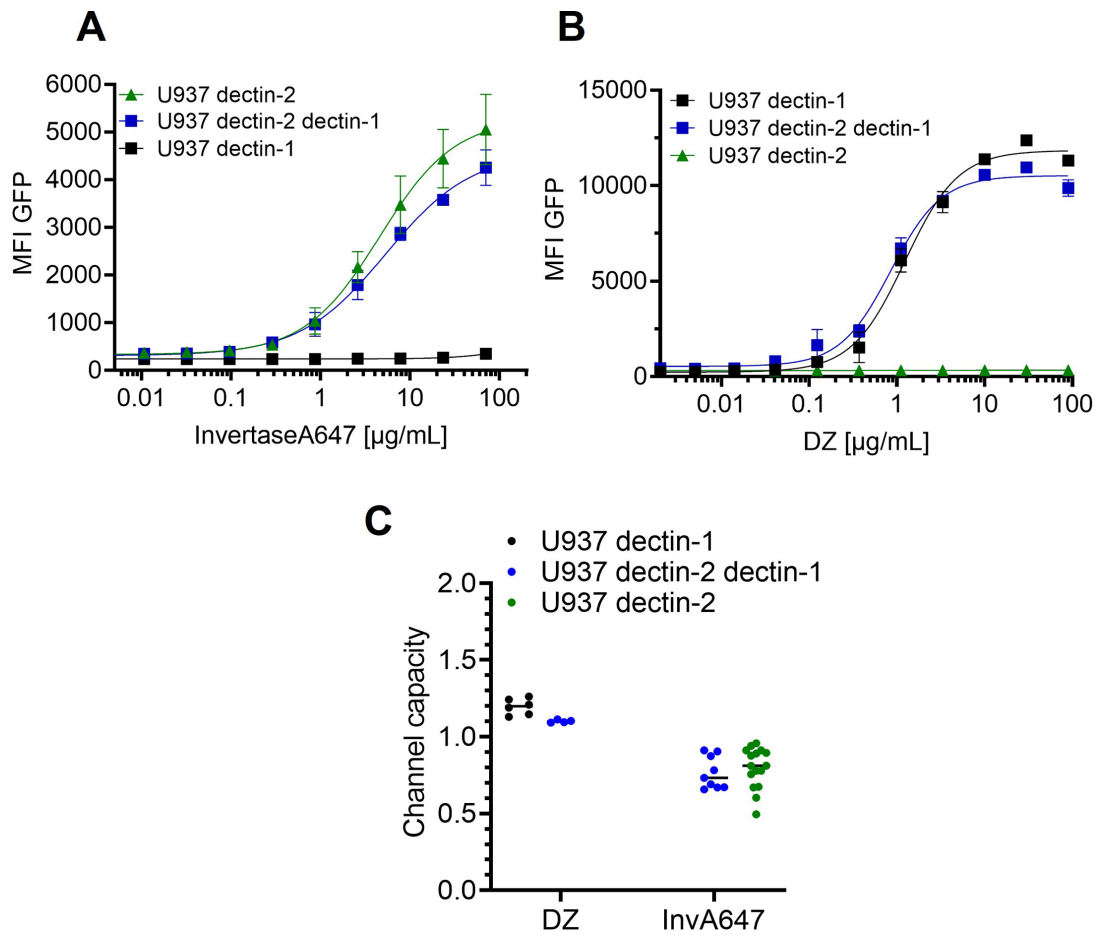 A
6000
5000
4000
3000
2000
1000
0
MFI GFP
U937 dectin-2
U937 dectin-2 dectin-1
U937 dectin-1
0.01
0.1
1
10
100
InvertaseA647 [µg/mL]
B
15000
10000
5000
0
MFI GFP
U937 dectin-1
U937 dectin-2 dectin-1
U937 dectin-2
0.01
0.1
1
10
100
DZ [µg/mL]
C
U937 dectin-1
U937 dectin-2 dectin-1
U937 dectin-2
2.0
1.5
1.0
0.5
0.0
Channel capacity
DZ
InvA647